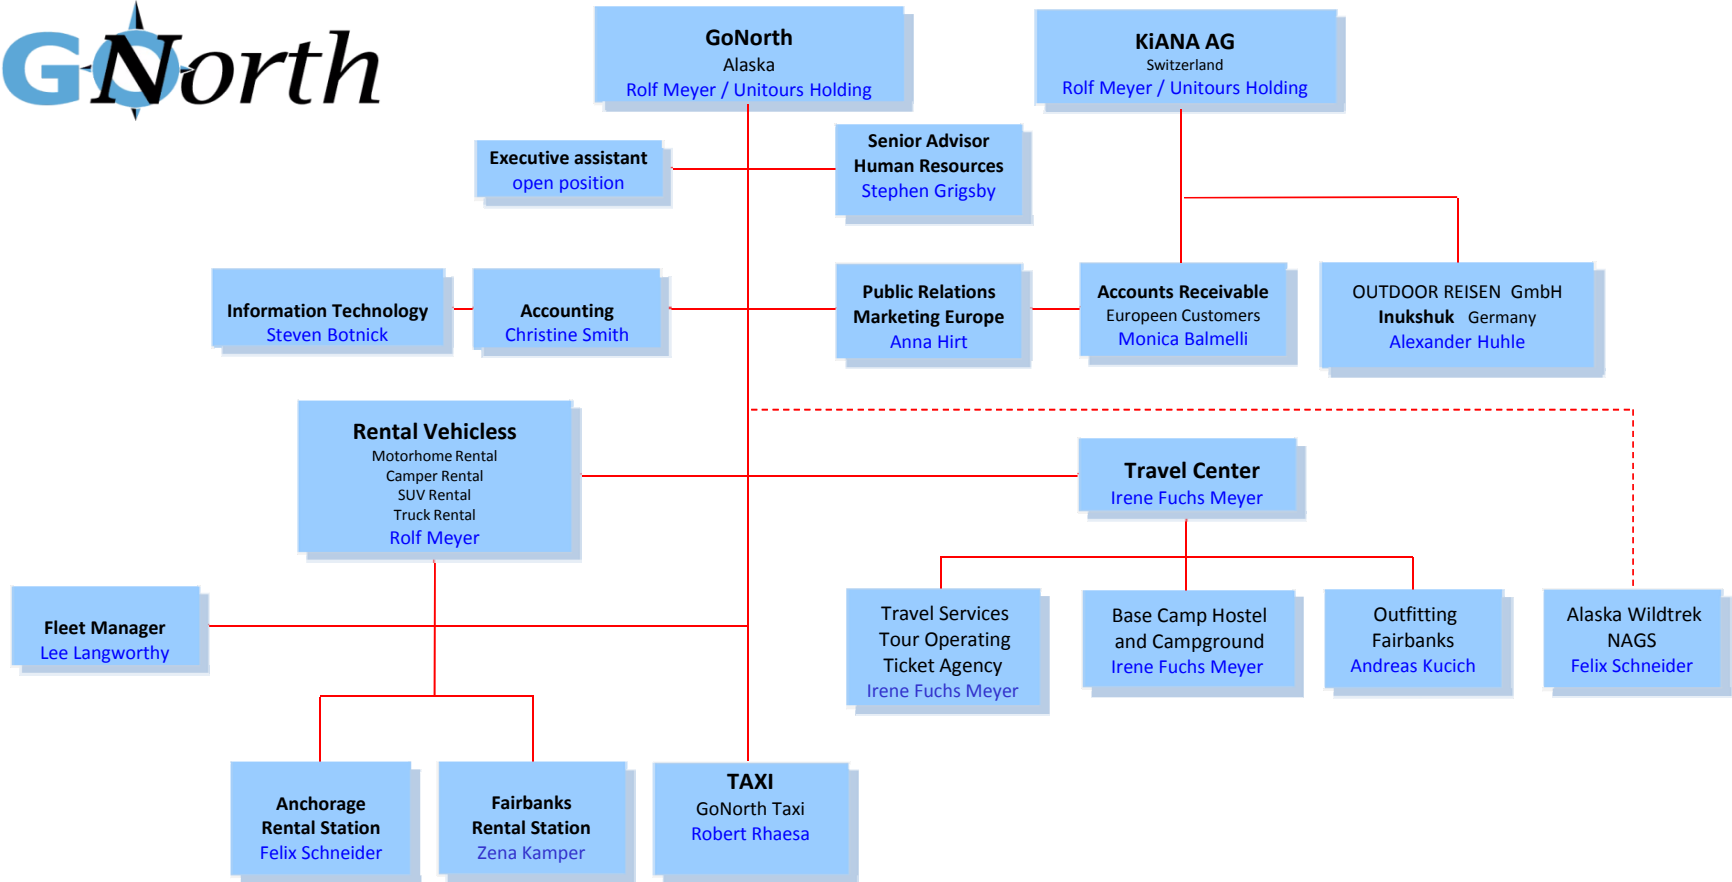 GoNorth
GoNorth
Alaska
Rolf Meyer / Unitours Holding
KiANA AG
Switzerland
Rolf Meyer / Unitours Holding
Executive assistant
open position
Senior Advisor
Human Resources
Stephen Grigsby
Information Technology
Steven Botnick
Accounting
Christine Smith
Public Relations
Marketing Europe
Anna Hirt
Accounts Receivable
Europeen Customers
Monica Balmelli
OUTDOOR REISEN GmbH
Inukshuk Germany
Alexander Huhle
Rental Vehicless
Motorhome Rental
Camper Rental
SUV Rental
Truck Rental
Rolf Meyer
Travel Center
Irene Fuchs Meyer
Fleet Manager
Lee Langworthy
Travel Services
Tour Operating
Ticket Agency
Irene Fuchs Meyer
Base Camp Hostel
and Campground
Irene Fuchs Meyer
Outfitting
Fairbanks
Andreas Kucich
Alaska Wildtrek
NAGS
Felix Schneider
Anchorage
Rental Station
Felix Schneider
Fairbanks
Rental Station
Zena Kamper
TAXI
GoNorth Taxi
Robert Rhaesa